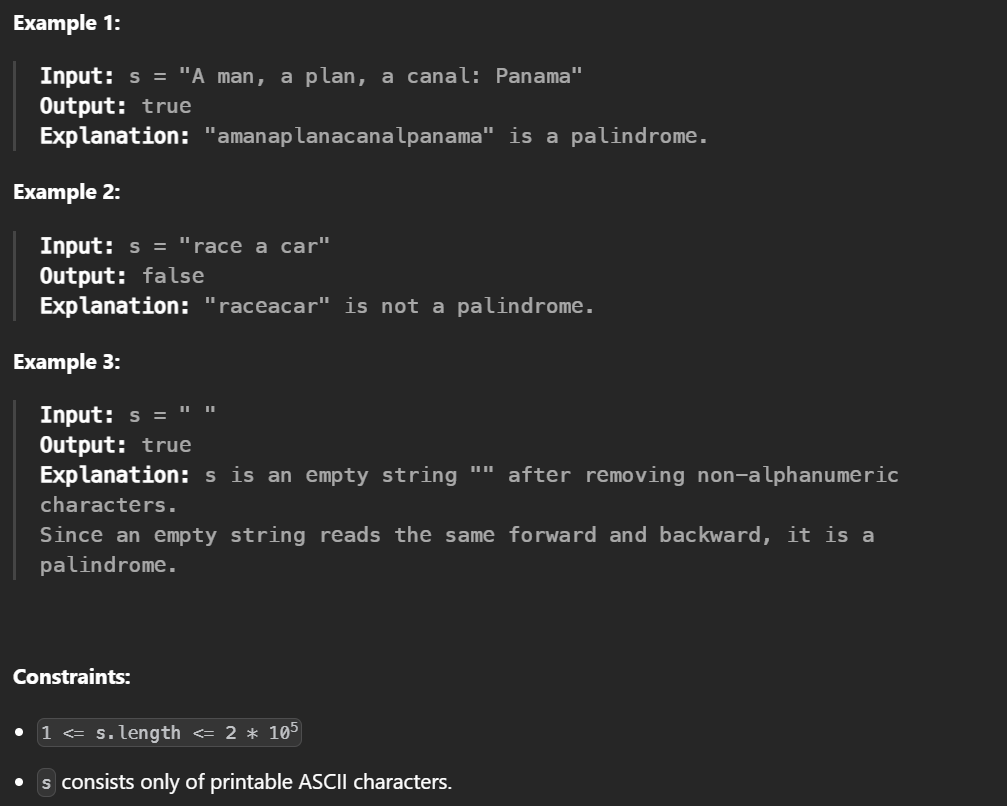 Example 1:
Input: s = "A man, a plan, a canal: Panama"
Output: true
Explanation: "amanaplanacanalpanama" is a palindrome.
Example 2:
Input: s = "race a car"
Output: false
Explanation: "raceacar" is not a palindrome.
Example 3:
Input: s = " "
Output: true
Explanation: s is an empty string "" after removing non-alphanumeric
characters.
Since an empty string reads the same forward and backward, it is a
palindrome.
Constraints:
• 1 <= s.length <= 2 * 10⁵
• s consists only of printable ASCII characters.